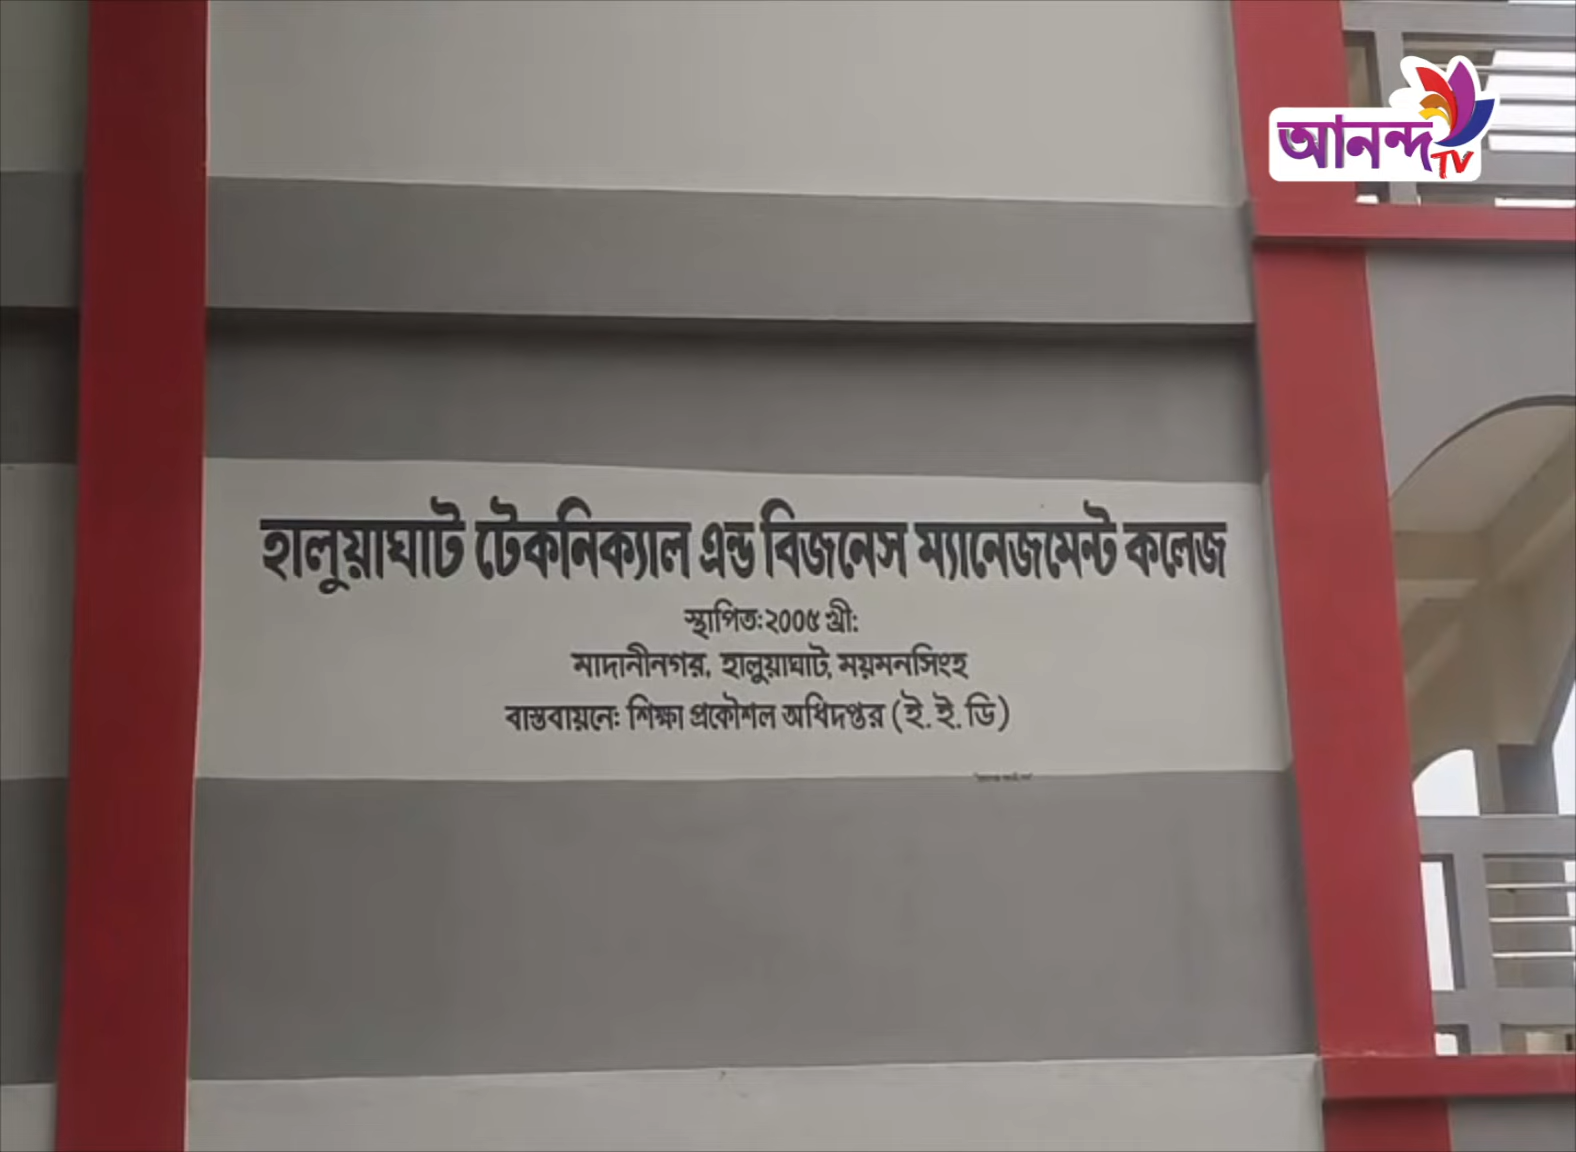 আনন্দ TV
হালুয়াঘাট টেকনিক্যাল এন্ড বিজনেস ম্যানেজমেন্ট কলেজ
স্থাপিত:২০০৫ খ্রী:
মাদানীনগর, হালুয়াঘাট, ময়মনসিংহ
বাস্তবায়নে: শিক্ষা প্রকৌশল অধিদপ্তর (ই. ই. ডি)